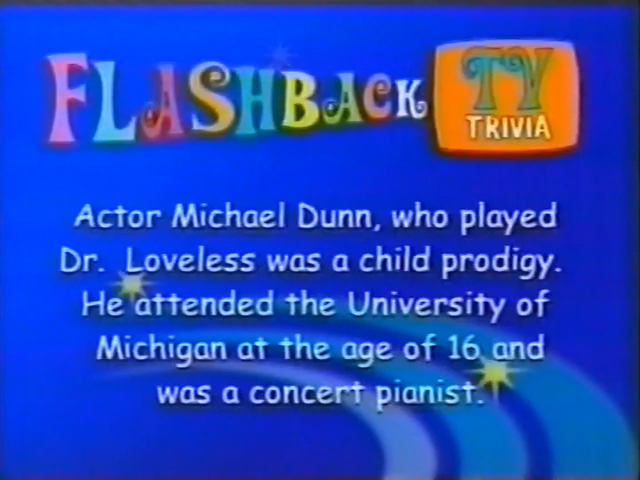 FLASHBACK TV TRIVIA
Actor Michael Dunn, who played
Dr. Loveless was a child prodigy.
He attended the University of
Michigan at the age of 16 and
was a concert pianist.